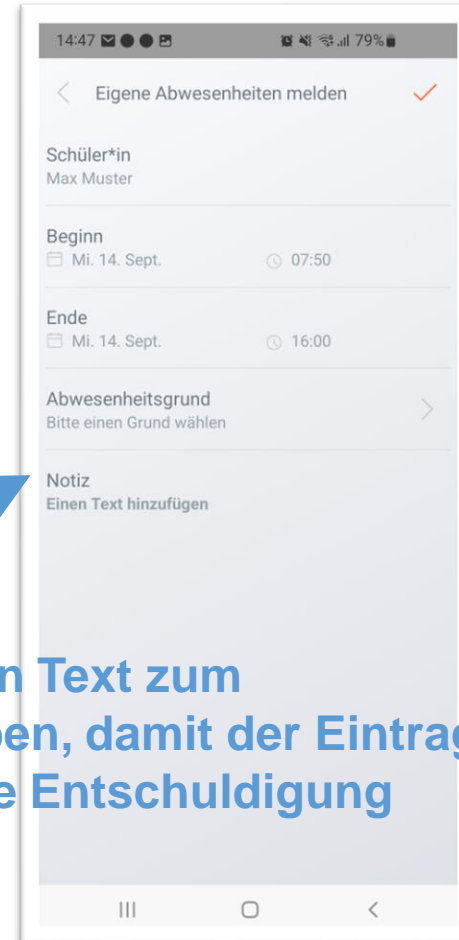 14:47 79%
Eigene Abwesenheiten melden
Schüler*in
Max Muster
Beginn
Mi. 14. Sept. 07:50
Ende
Mi. 14. Sept. 16:00
Abwesenheitsgrund
Bitte einen Grund wählen
Notiz
Einen Text hinzufügen
n Text zum
en, damit der Eintrag
e Entschuldigung